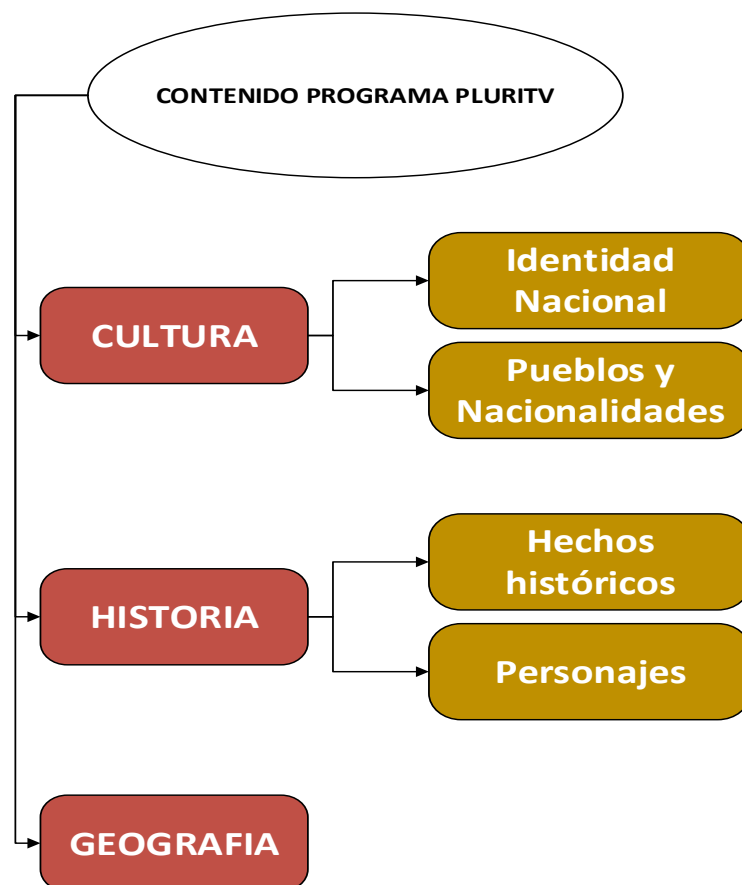 CONTENIDO PROGRAMA PLURITV
CULTURA
Identidad
Nacional
Pueblos y
Nacionalidades
HISTORIA
Hechos
históricos
Personajes
GEOGRAFIA